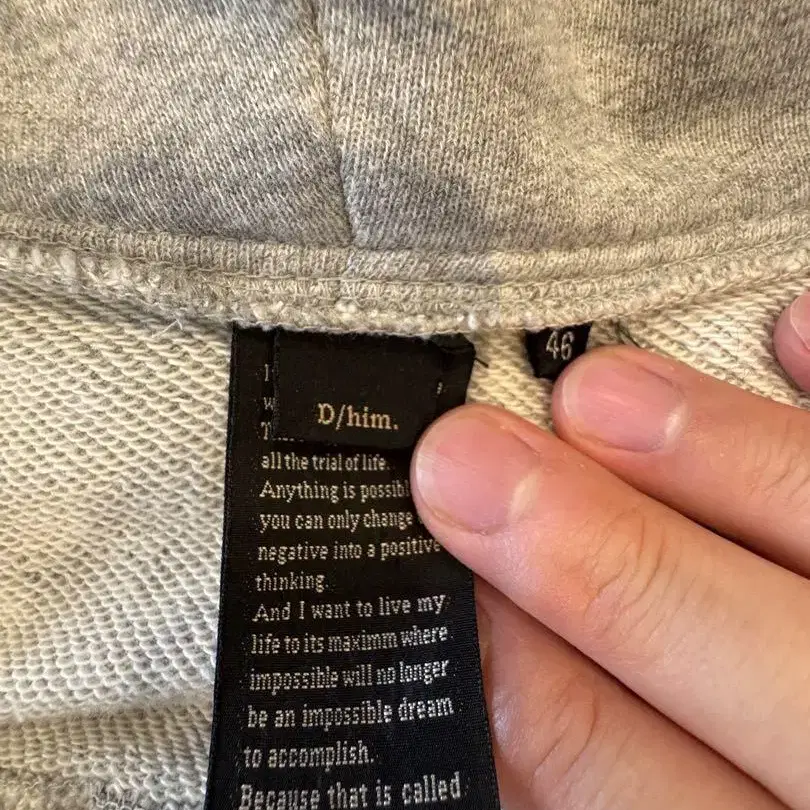 46
D/him.
all the trial of life.
Anything is
you can only change
negative into a positive
thinking.
And I want to live my
life to its maximm where
impossible will no longer
be an impossible dream
to accomplish.
Because that is called